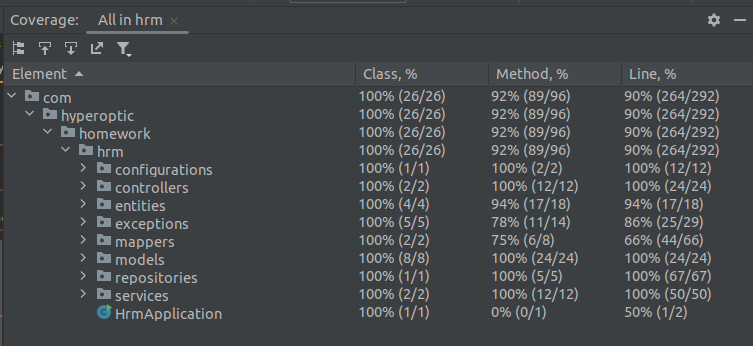 Coverage: All in hrm
Element Class, % Method, % Line, %
com 100% (26/26) 92% (89/96) 90% (264/292)
hyperoptic 100% (26/26) 92% (89/96) 90% (264/292)
homework 100% (26/26) 92% (89/96) 90% (264/292)
hrm 100% (26/26) 92% (89/96) 90% (264/292)
configurations 100% (1/1) 100% (2/2) 100% (12/12)
controllers 100% (2/2) 100% (12/12) 100% (24/24)
entities 100% (4/4) 94% (17/18) 94% (17/18)
exceptions 100% (5/5) 78% (11/14) 86% (25/29)
mappers 100% (2/2) 75% (6/8) 66% (44/66)
models 100% (8/8) 100% (24/24) 100% (24/24)
repositories 100% (1/1) 100% (5/5) 100% (67/67)
services 100% (2/2) 100% (12/12) 100% (50/50)
HrmApplication 100% (1/1) 0% (0/1) 50% (1/2)